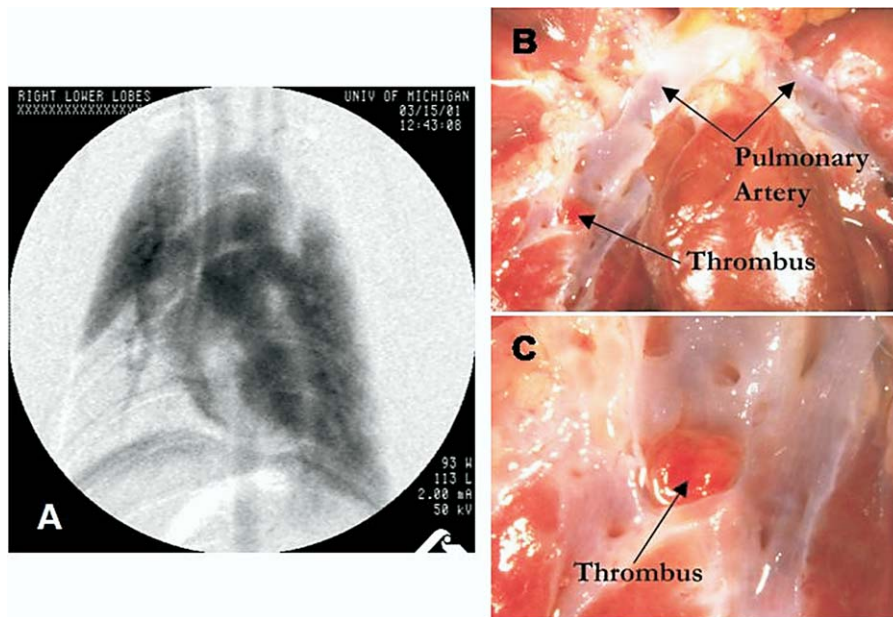 RIGHT LOWER LOBES
XXXXXXXXXXXXXXXX
UNIV OF MICHIGAN
03/15/01
12:43:08
93 W
113 L
2.00 mA
50 kV
A
B
Pulmonary
Artery
Thrombus
C
Thrombus